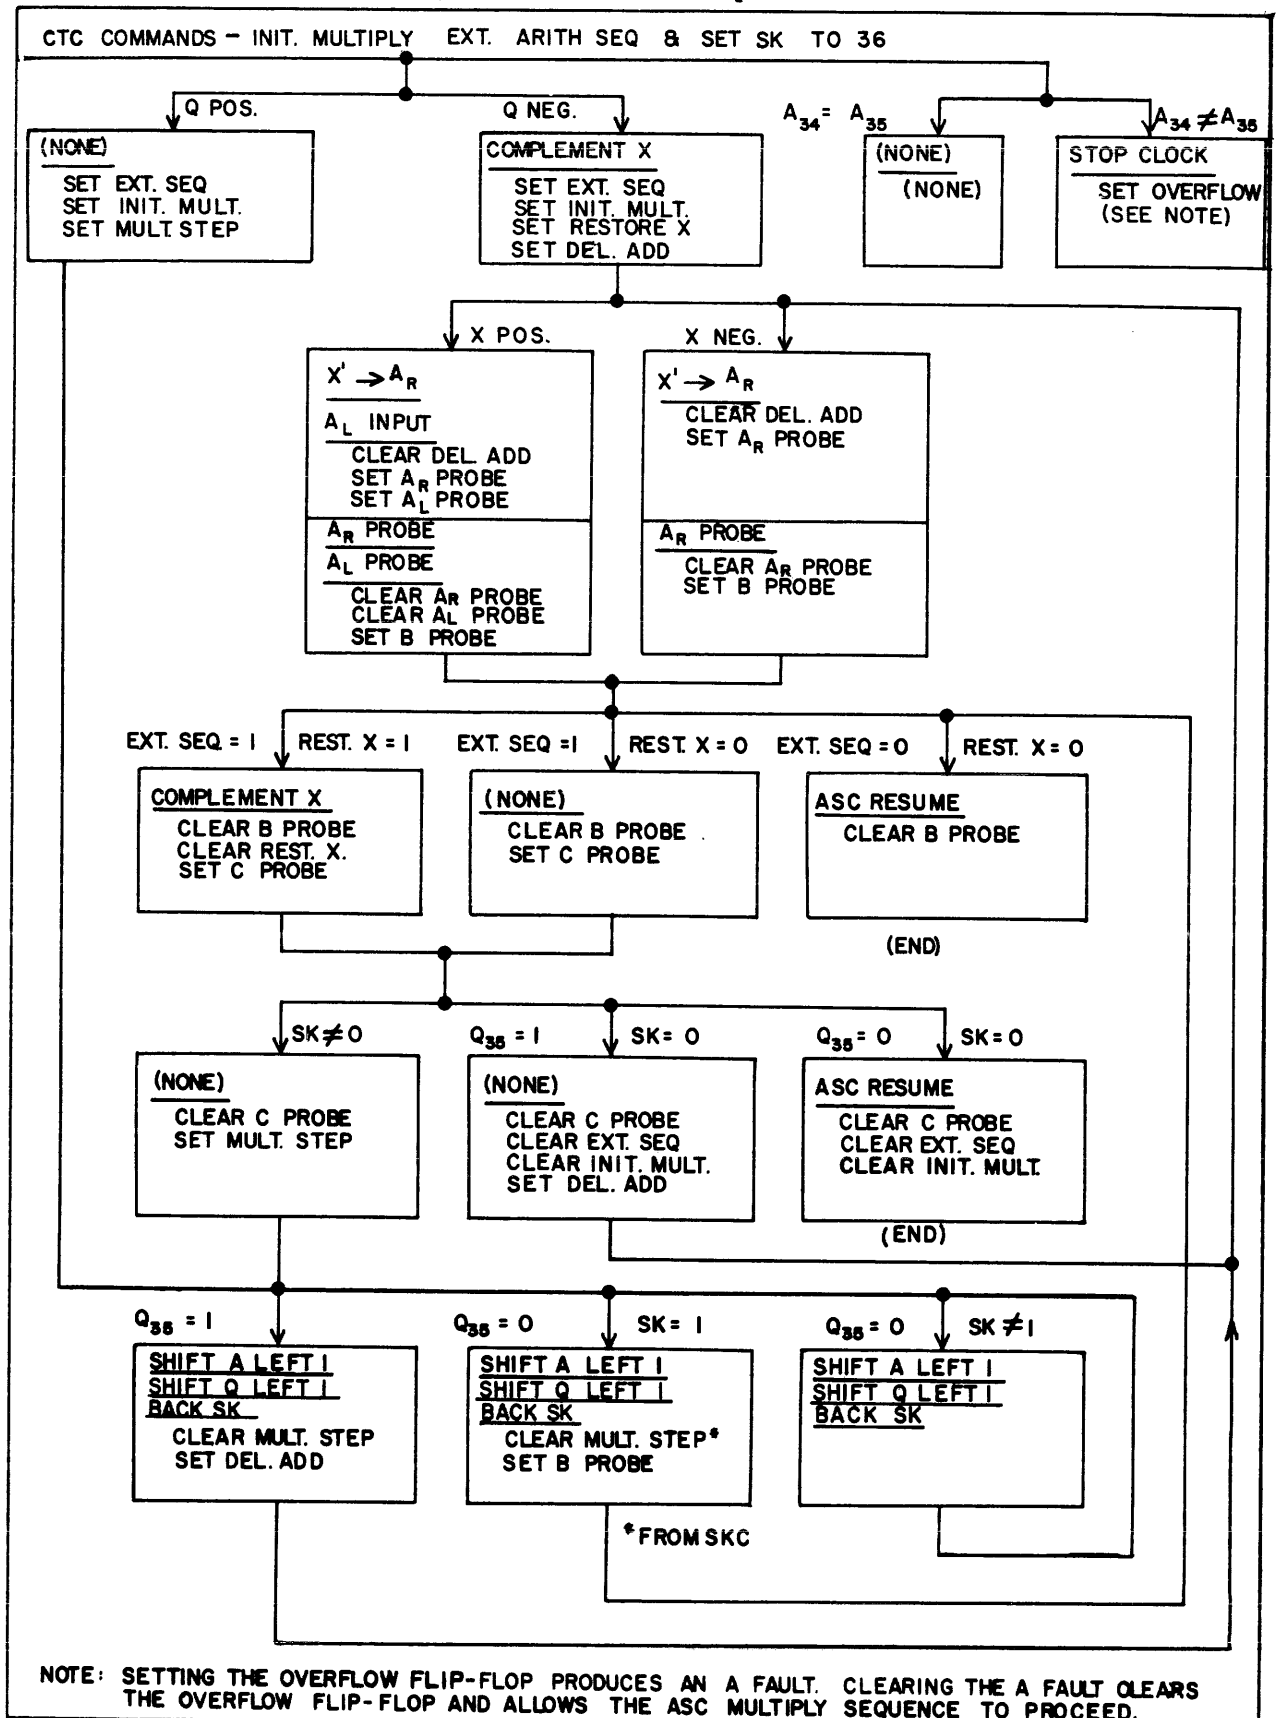 CTC COMMANDS - INIT. MULTIPLY EXT. ARITH SEQ & SET SK TO 36
Q POS.
(NONE)
SET EXT. SEQ
SET INIT. MULT.
SET MULT. STEP
Q NEG.
COMPLEMENT X
SET EXT. SEQ
SET INIT. MULT.
SET RESTORE X
SET DEL. ADD
A34 = A35
(NONE)
(NONE)
A34 ≠ A35
STOP CLOCK
SET OVERFLOW
(SEE NOTE)
X POS.
X' → AR
AL INPUT
CLEAR DEL. ADD
SET AR PROBE
SET AL PROBE
AR PROBE
AL PROBE
CLEAR AR PROBE
CLEAR AL PROBE
SET B PROBE
X NEG.
X' → AR
CLEAR DEL. ADD
SET AR PROBE
AR PROBE
CLEAR AR PROBE
SET B PROBE
EXT. SEQ = 1 REST. X = 1
COMPLEMENT X
CLEAR B PROBE
CLEAR REST. X.
SET C PROBE
EXT. SEQ = 1 REST. X = 0
(NONE)
CLEAR B PROBE
SET C PROBE
EXT. SEQ = 0 REST. X = 0
ASC RESUME
CLEAR B PROBE
(END)
SK ≠ 0
(NONE)
CLEAR C PROBE
SET MULT. STEP
Q35 = 1 SK = 0
(NONE)
CLEAR C PROBE
CLEAR EXT. SEQ
CLEAR INIT. MULT.
SET DEL. ADD
Q35 = 0 SK = 0
ASC RESUME
CLEAR C PROBE
CLEAR EXT. SEQ
CLEAR INIT. MULT.
(END)
Q35 = 1
SHIFT A LEFT 1
SHIFT Q LEFT 1
BACK SK
CLEAR MULT. STEP
SET DEL. ADD
Q35 = 0 SK = 1
SHIFT A LEFT 1
SHIFT Q LEFT 1
BACK SK
CLEAR MULT. STEP*
SET B PROBE
*FROM SKC
Q35 = 0 SK ≠ 1
SHIFT A LEFT 1
SHIFT Q LEFT 1
BACK SK
NOTE: SETTING THE OVERFLOW FLIP-FLOP PRODUCES AN A FAULT. CLEARING THE A FAULT CLEARS
THE OVERFLOW FLIP-FLOP AND ALLOWS THE ASC MULTIPLY SEQUENCE TO PROCEED.